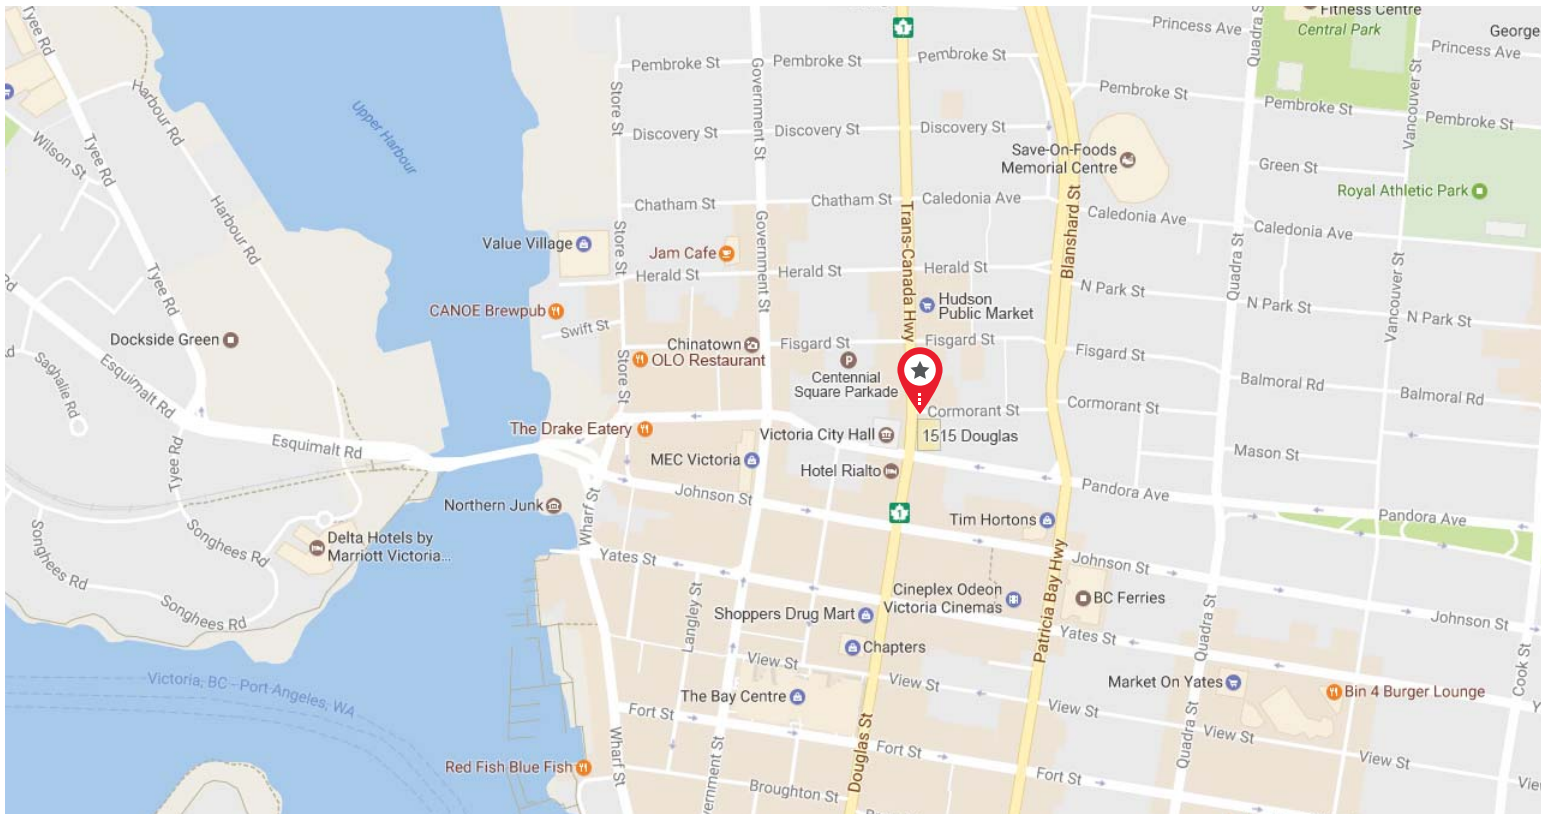 Fitness Centre
Central Park
George
Princess Ave
Princess Ave
Quadra S
Tyee Rd
1
Pembroke St
Pembroke St
Pembroke St
Pembroke St
Pembroke St
Pembroke St
Vancouver St
Government St
Store St
Harbour Rd
Upper Harbour
Wilson St
Tyee Rd
Discovery St
Discovery St
Discovery St
Save-On-Foods
Memorial Centre
Green St
Royal Athletic Park
Blanshard St
Chatham St
Chatham St
Caledonia Ave
Caledonia Ave
Caledonia Ave
Trans-Canada Hwy
Harbour Rd
Value Village
Store St
Jam Cafe
Government St
Quadra St
Vancouver St
Herald St
Herald St
Herald St
Rd
Tyee Rd
N Park St
N Park St
N Park St
Hudson
Public Market
CANOE Brewpub
Swift St
Dockside Green
Chinatown
Fisgard St
Fisgard St
Fisgard St
P
OLO Restaurant
Centennial
Square Parkade
Store St
d
Saghalie Rd
Esquimalt Rd
Balmoral Rd
Balmoral Rd
Cormorant St
Cormorant St
The Drake Eatery
Victoria City Hall
1515 Douglas
Esquimalt Rd
Tyee Rd
MEC Victoria
Hotel Rialto
Mason St
Johnson St
Pandora Ave
Pandora Ave
Northern Junk
Wharf St
1
Tim Hortons
Songhees Rd
Songhees Rd
Delta Hotels by
Marriott Victoria...
Yates St
Johnson St
Patricia Bay Hwy
Cineplex Odeon
Victoria Cinemas
BC Ferries
Langley St
Shoppers Drug Mart
Songhees Rd
Quadra St
Johnson St
Yates St
Chapters
View St
View St
Cook St
Victoria, BC - Port Angeles, WA
The Bay Centre
Market On Yates
Bin 4 Burger Lounge
Y
Fort St
View St
View St
View St
Quadra St
Wharf St
Douglas St
Fort St
Fort St
Red Fish Blue Fish
vernment St
Broughton St
Vie